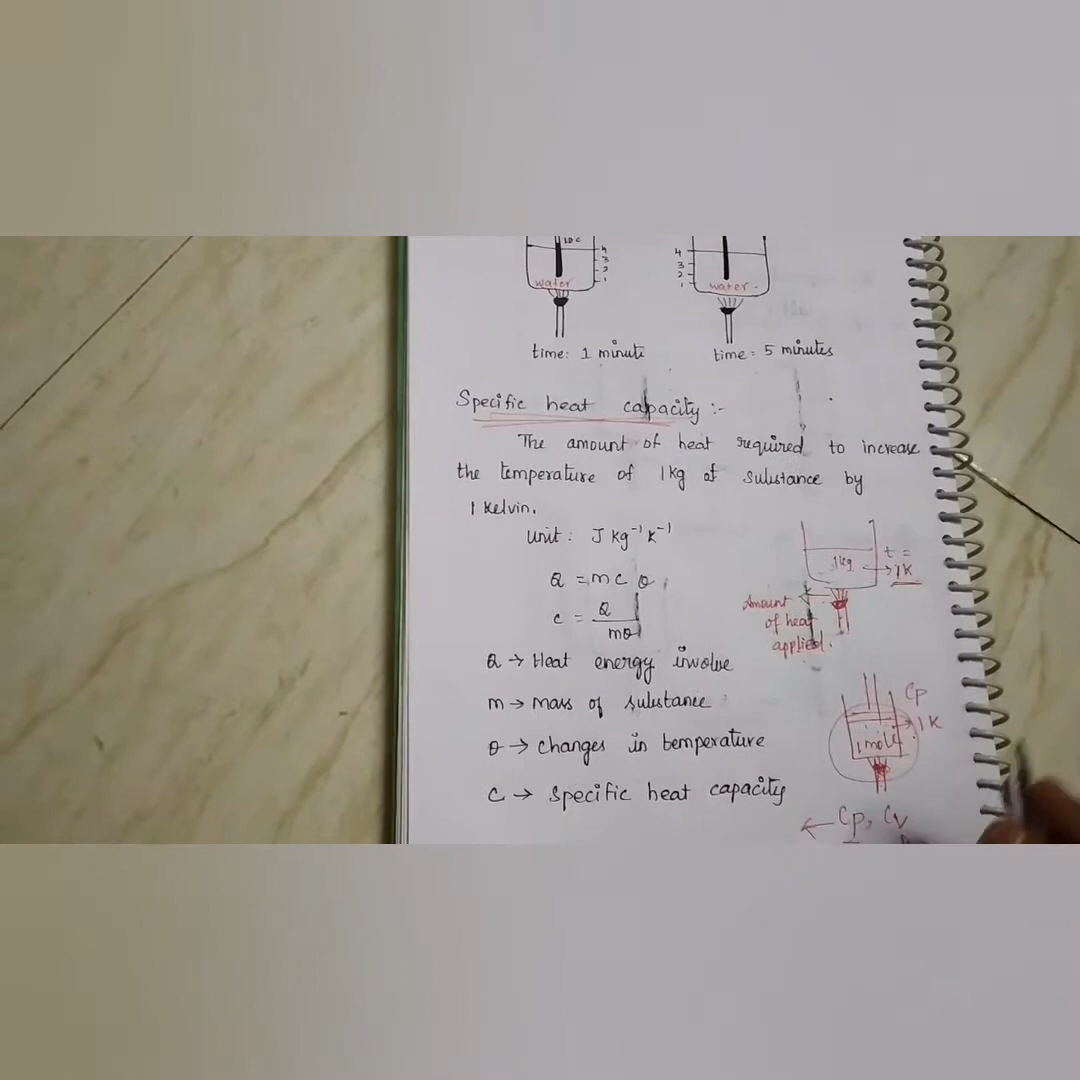 10°C
4
3
2
1
water
4
3
2
1
water.
time: 1 minute
time = 5 minutes
Specific heat capacity :-
The amount of heat required to increase
the temperature of 1kg of substance by
1 Kelvin.
Unit : J kg⁻¹ K⁻¹
Q = mc θ
c = Q / mθ
1kg
t =
1K
Amount
of heat
applied.
Q → Heat energy involve
m → Mass of substance
θ → Changes in temperature
C → Specific heat capacity
Cp
1K
1 mole
← Cp, Cv